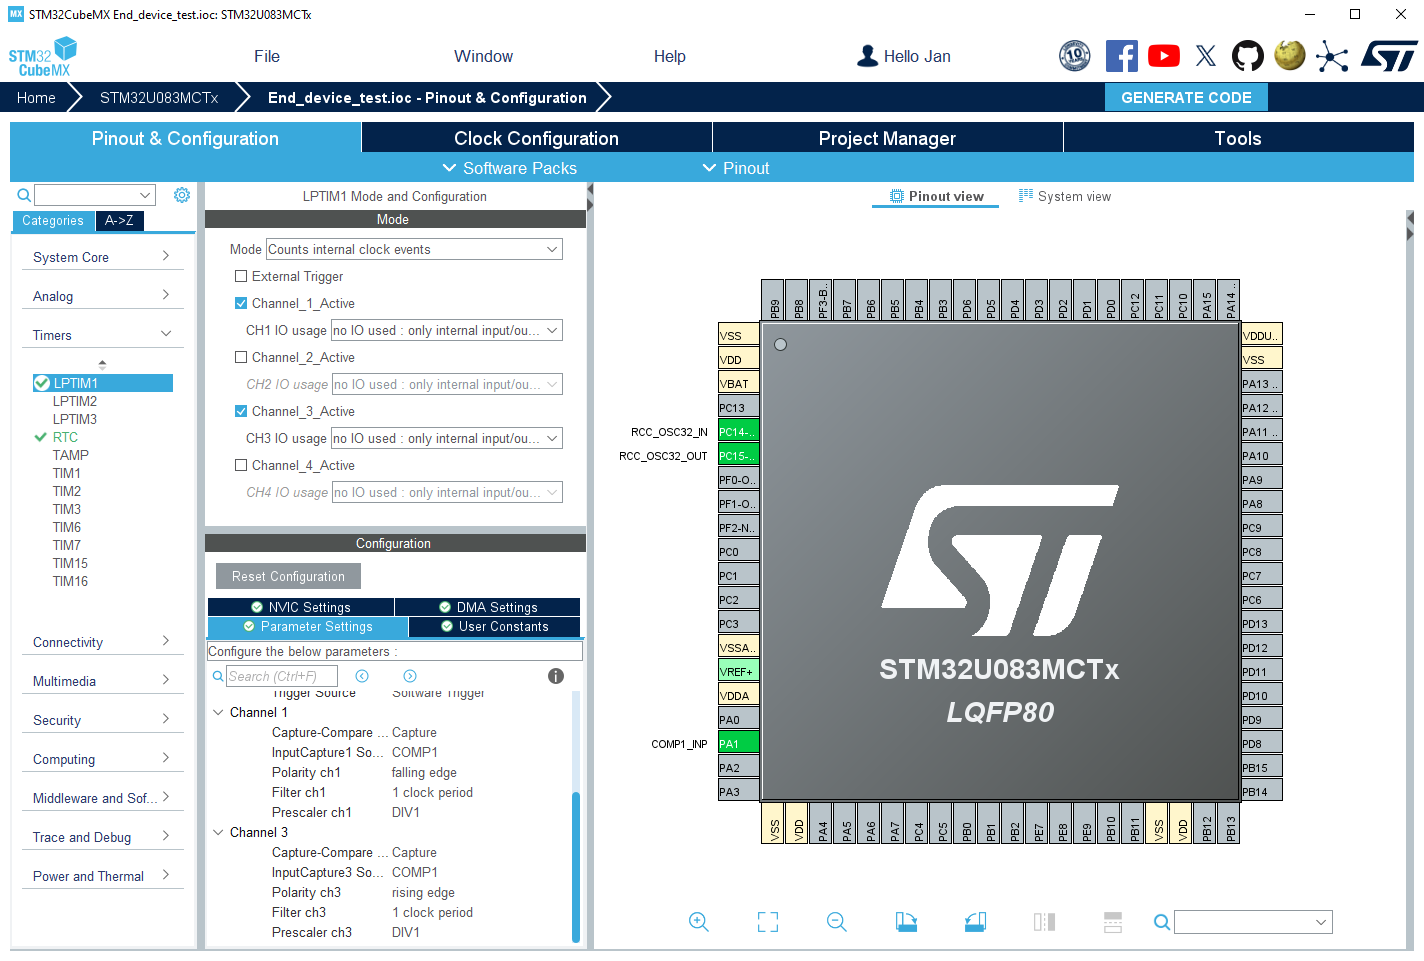 MX STM32CubeMX End_device_test.ioc: STM32U083MCTx
STM32 CubeMX
File Window Help Hello Jan
10 YEARS
Home STM32U083MCTx End_device_test.ioc - Pinout & Configuration GENERATE CODE
Pinout & Configuration Clock Configuration Project Manager Tools
Software Packs Pinout
Categories A->Z
System Core
Analog
Timers
LPTIM1
LPTIM2
LPTIM3
RTC
TAMP
TIM1
TIM2
TIM3
TIM6
TIM7
TIM15
TIM16
Connectivity
Multimedia
Security
Computing
Middleware and Sof...
Trace and Debug
Power and Thermal
LPTIM1 Mode and Configuration
Mode
Mode Counts internal clock events
External Trigger
Channel_1_Active
CH1 IO usage no IO used : only internal input/ou...
Channel_2_Active
CH2 IO usage no IO used : only internal input/ou...
Channel_3_Active
CH3 IO usage no IO used : only internal input/ou...
Channel_4_Active
CH4 IO usage no IO used : only internal input/ou...
Configuration
Reset Configuration
NVIC Settings DMA Settings
Parameter Settings User Constants
Configure the below parameters :
Search (Ctrl+F)
Trigger Source Software Trigger
Channel 1
Capture-Compare ... Capture
InputCapture1 So... COMP1
Polarity ch1 falling edge
Filter ch1 1 clock period
Prescaler ch1 DIV1
Channel 3
Capture-Compare ... Capture
InputCapture3 So... COMP1
Polarity ch3 rising edge
Filter ch3 1 clock period
Prescaler ch3 DIV1
Pinout view System view
PB9 PB8 PF3-B.. PB7 PB6 PB5 PB4 PB3 PD6 PD5 PD4 PD3 PD2 PD1 PD0 PC12 PC11 PC10 PA15 PA14 ..
VSS
VDD
VBAT
PC13
RCC_OSC32_IN PC14-..
RCC_OSC32_OUT PC15-..
PF0-O..
PF1-O..
PF2-N..
PC0
PC1
PC2
PC3
VSSA..
VREF+
VDDA
PA0
COMP1_INP PA1
PA2
PA3
ST
STM32U083MCTx
LQFP80
VDDU..
VSS
PA13 ..
PA12 ..
PA11 ..
PA10
PA9
PA8
PC9
PC8
PC7
PC6
PD13
PD12
PD11
PD10
PD9
PD8
PB15
PB14
VSS VDD PA4 PA5 PA6 PA7 PC4 PC5 PB0 PB1 PB2 PE7 PE8 PE9 PB10 PB11 VSS VDD PB12 PB13